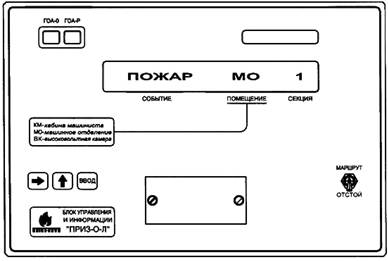 ГОА-О ГОА-Р
ПОЖАР МО 1
СОБЫТИЕ ПОМЕЩЕНИЕ СЕКЦИЯ
КМ-кабина машиниста
МО-машинное отделение
ВК-высоковольтная камера
ВВОД
МАРШРУТ
ОТСТОЙ
БЛОК УПРАВЛЕНИЯ
И ИНФОРМАЦИИ
"ПРИЗ-О-Л"